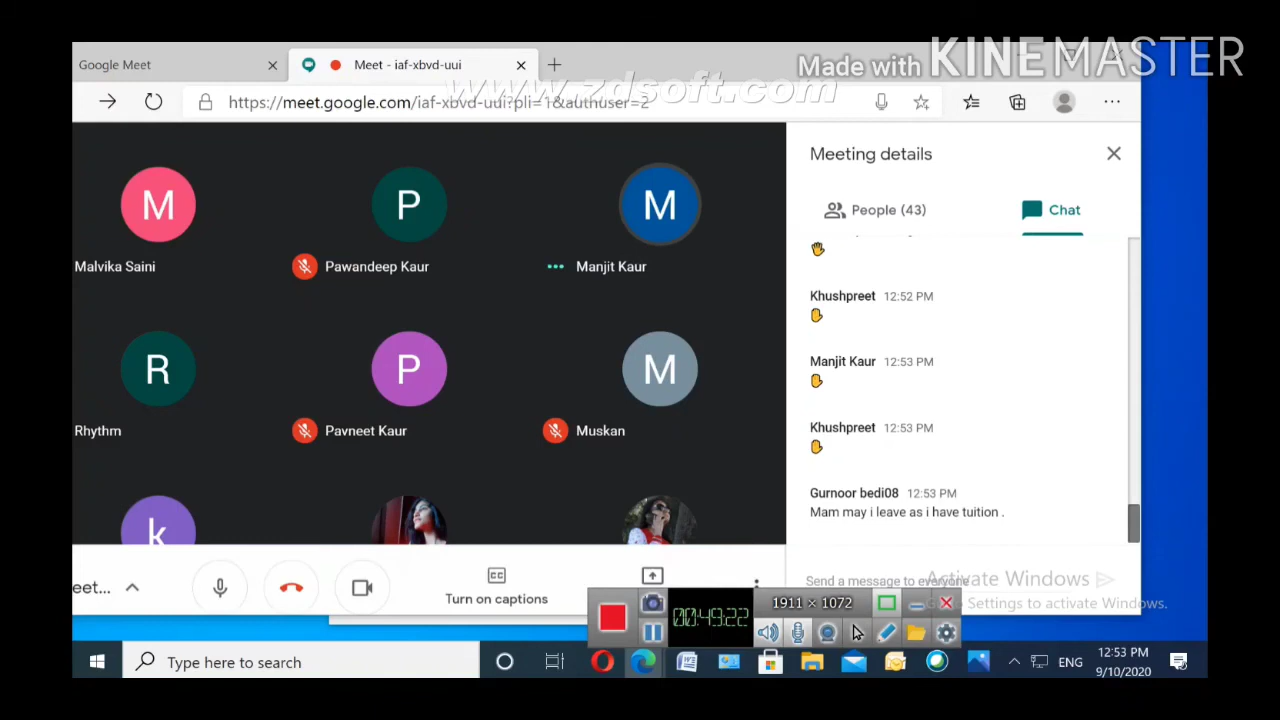 Made with KINEMASTER
www.zdsoft.com
Google Meet
Meet - iaf-xbvd-uui
https://meet.google.com/iaf-xbvd-uui?pli=1&authuser=2
Meeting details
People (43)
Chat
M
P
M
Malvika Saini
Pawandeep Kaur
Manjit Kaur
R
P
M
Rhythm
Pavneet Kaur
Muskan
k
Khushpreet 12:52 PM
Manjit Kaur 12:53 PM
Khushpreet 12:53 PM
Gurnoor bedi08 12:53 PM
Mam may i leave as i have tuition .
Send a message to everyone
Activate Windows
Settings to activate Windows.
eet...
CC
Turn on captions
00:49:22
1911 × 1072
Type here to search
ENG
12:53 PM
9/10/2020